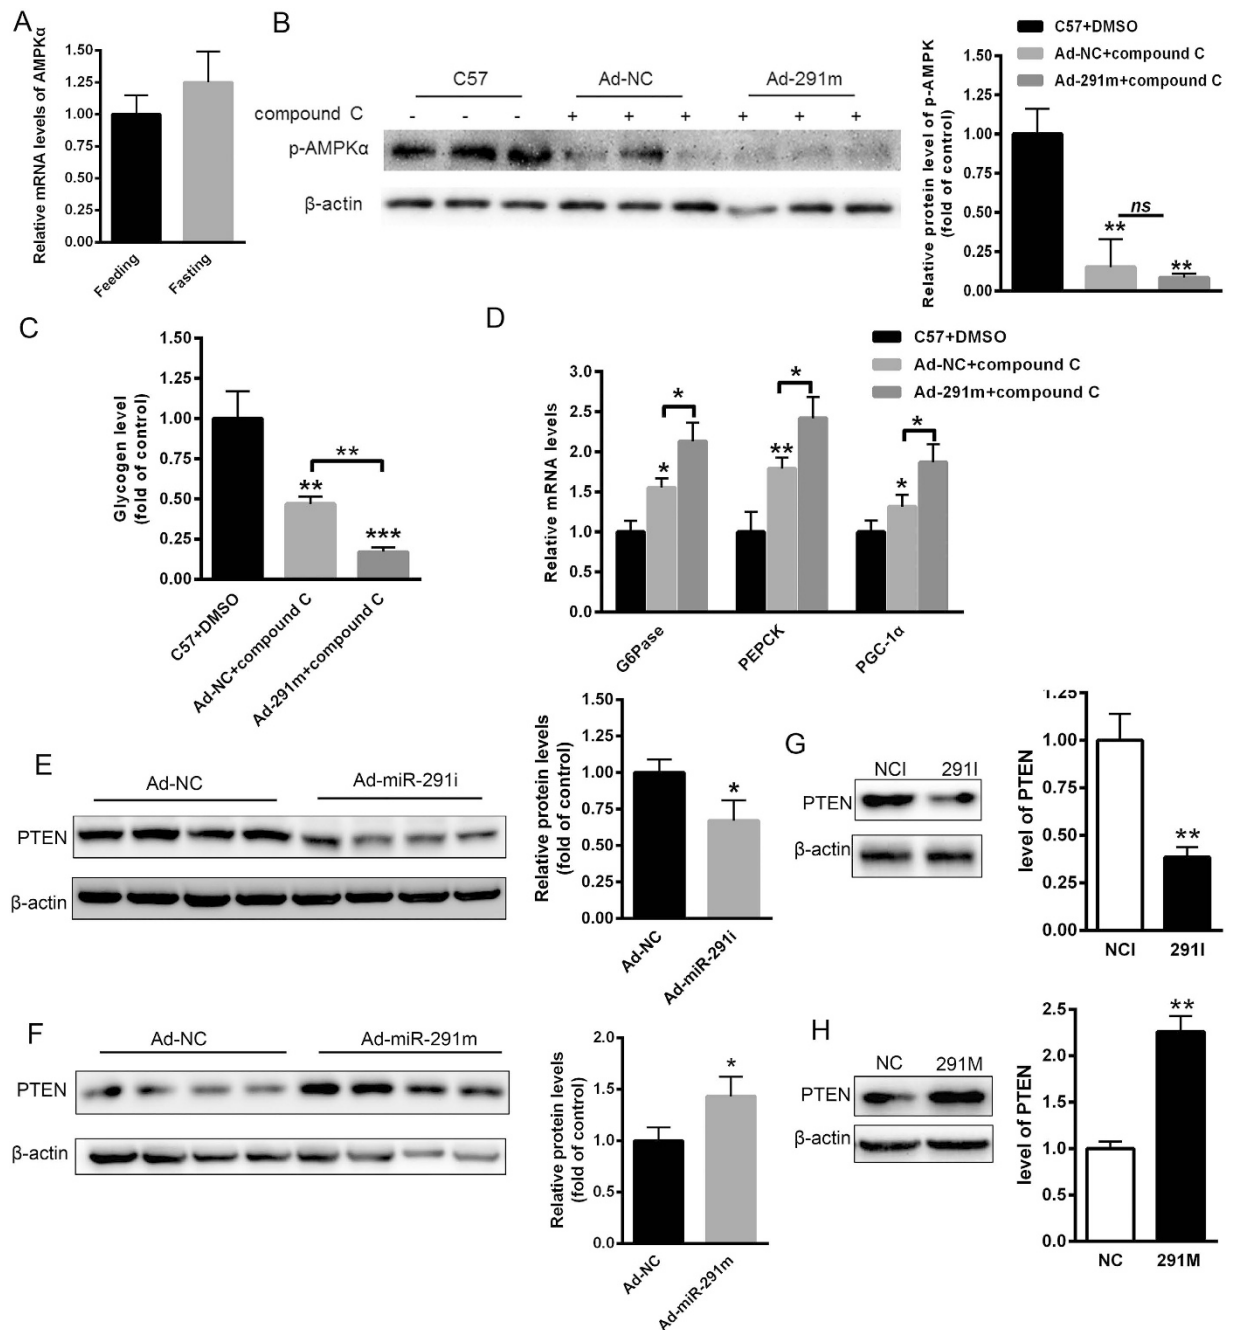 A
Relative mRNA levels of AMPKα
1.50
1.25
1.00
0.75
0.50
0.25
0.00
Feeding
Fasting
B
C57
Ad-NC
Ad-291m
compound C
- - - + + + + + +
p-AMPKα
β-actin
C57+DMSO
Ad-NC+compound C
Ad-291m+compound C
Relative protein level of p-AMPK
(fold of control)
1.50
1.25
1.00
0.75
0.50
0.25
0.00
**
ns
**
C
Glycogen level
(fold of control)
1.50
1.25
1.00
0.75
0.50
0.25
0.00
**
**
***
C57+DMSO
Ad-NC+compound C
Ad-291m+compound C
D
C57+DMSO
Ad-NC+compound C
Ad-291m+compound C
Relative mRNA levels
3.0
2.5
2.0
1.5
1.0
0.5
0.0
*
*
*
**
*
*
G6Pase
PEPCK
PGC-1α
E
Ad-NC
Ad-miR-291i
PTEN
β-actin
Relative protein levels
(fold of control)
1.50
1.25
1.00
0.75
0.50
0.25
0.00
*
Ad-NC
Ad-miR-291i
G
NCI 291I
PTEN
β-actin
level of PTEN
1.25
1.00
0.75
0.50
0.25
0.00
**
NCI 291I
F
Ad-NC
Ad-miR-291m
PTEN
β-actin
Relative protein levels
(fold of control)
2.0
1.5
1.0
0.5
0.0
*
Ad-NC
Ad-miR-291m
H
NC 291M
PTEN
β-actin
level of PTEN
2.5
2.0
1.5
1.0
0.5
0.0
**
NC 291M